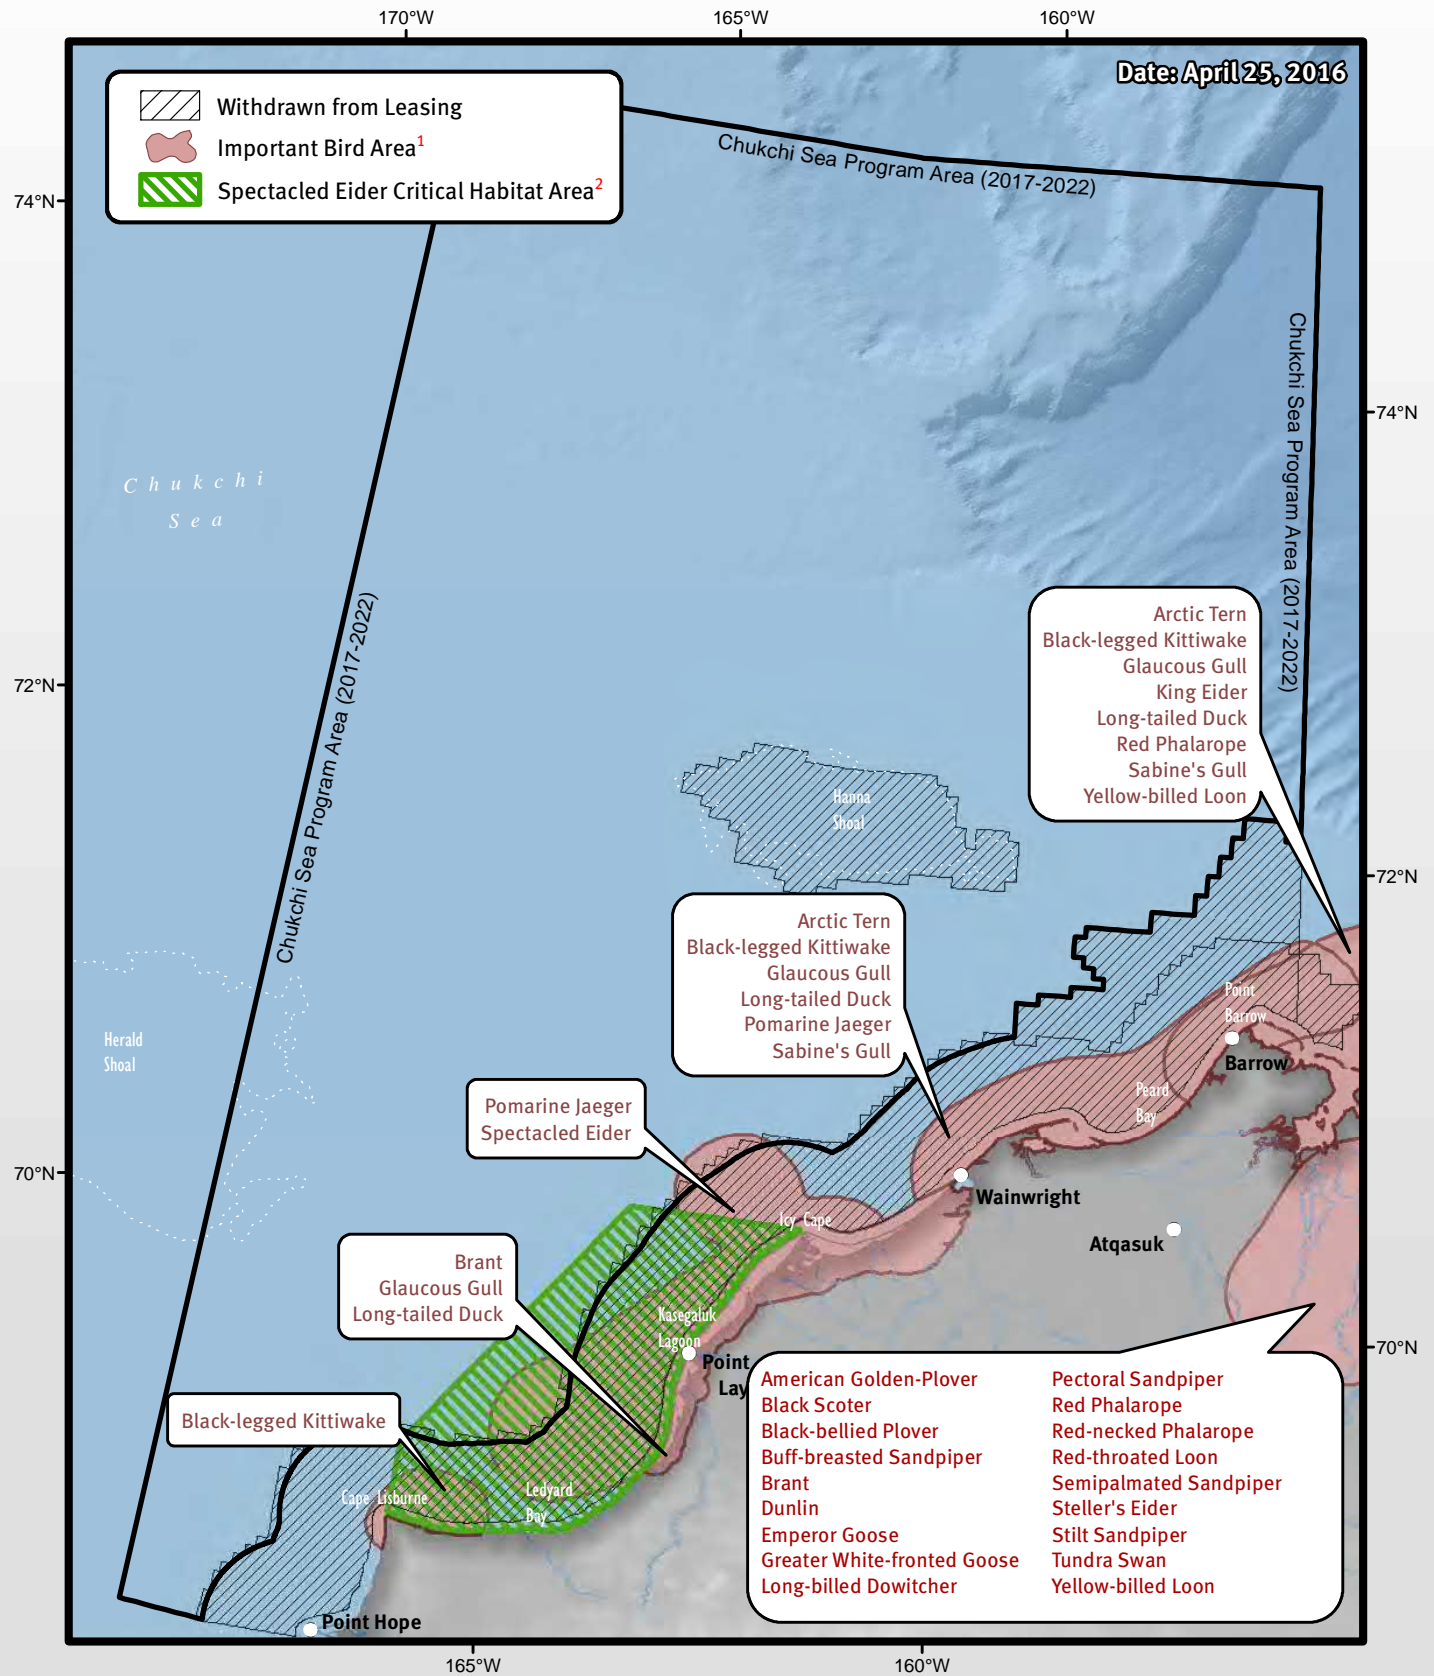 170°W
165°W
160°W
Date: April 25, 2016
Withdrawn from Leasing
Important Bird Area1
Spectacled Eider Critical Habitat Area2
Chukchi Sea Program Area (2017-2022)
74°N
74°N
Chukchi Sea Program Area (2017-2022)
Chukchi
Sea
Chukchi Sea Program Area (2017-2022)
72°N
72°N
Arctic Tern
Black-legged Kittiwake
Glaucous Gull
King Eider
Long-tailed Duck
Red Phalarope
Sabine's Gull
Yellow-billed Loon
Hanna
Shoal
Arctic Tern
Black-legged Kittiwake
Glaucous Gull
Long-tailed Duck
Pomarine Jaeger
Sabine's Gull
Point
Barrow
Barrow
Herald
Shoal
Peard
Bay
Pomarine Jaeger
Spectacled Eider
70°N
Wainwright
Icy Cape
Atqasuk
Brant
Glaucous Gull
Long-tailed Duck
Kasegaluk
Lagoon
70°N
Point
Lay
Black-legged Kittiwake
Cape Lisburne
Ledyard
Bay
American Golden-Plover
Black Scoter
Black-bellied Plover
Buff-breasted Sandpiper
Brant
Dunlin
Emperor Goose
Greater White-fronted Goose
Long-billed Dowitcher
Pectoral Sandpiper
Red Phalarope
Red-necked Phalarope
Red-throated Loon
Semipalmated Sandpiper
Steller's Eider
Stilt Sandpiper
Tundra Swan
Yellow-billed Loon
Point Hope
165°W
160°W